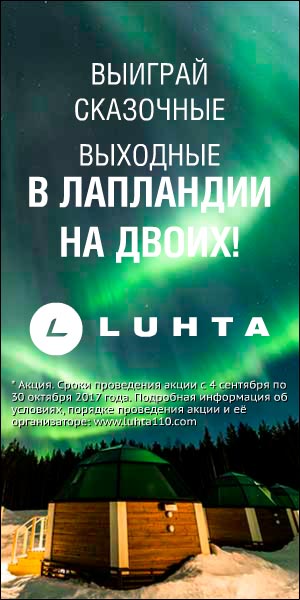 ВЫИГРАЙ
СКАЗОЧНЫЕ
ВЫХОДНЫЕ
В ЛАПЛАНДИИ
НА ДВОИХ!
L LUHTA
* Акция. Сроки проведения акции с 4 сентября по
30 октября 2017 года. Подробная информация об
условиях, порядке проведения акции и её
организаторе: www.luhta110.com